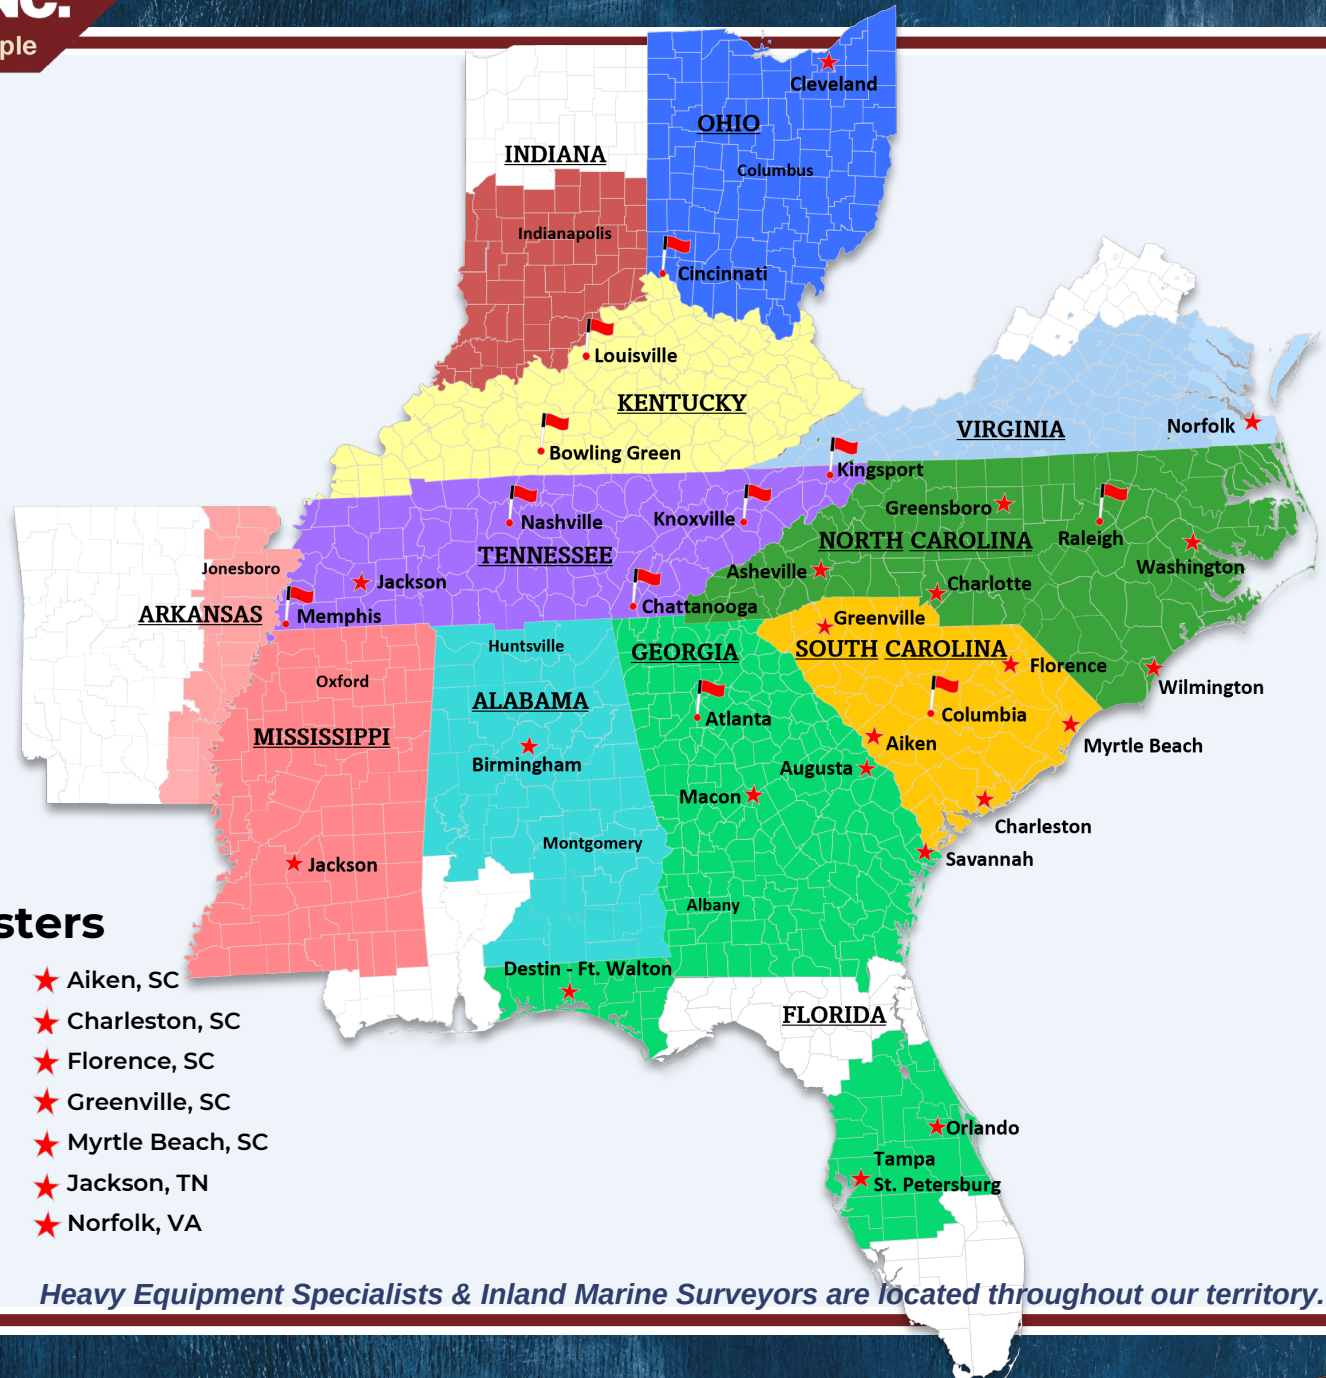 NC.
ple
Cleveland
OHIO
INDIANA
Columbus
Indianapolis
Cincinnati
Louisville
KENTUCKY
VIRGINIA
Norfolk
Bowling Green
Kingsport
Greensboro
Nashville
Knoxville
NORTH CAROLINA
Raleigh
TENNESSEE
Washington
Jonesboro
Asheville
Jackson
Charlotte
ARKANSAS
Memphis
Chattanooga
Greenville
Huntsville
GEORGIA
SOUTH CAROLINA
Florence
Oxford
Wilmington
ALABAMA
Atlanta
Columbia
MISSISSIPPI
Aiken
Myrtle Beach
Birmingham
Augusta
Macon
Charleston
Montgomery
Savannah
Jackson
Albany
sters
Destin - Ft. Walton
Aiken, SC
FLORIDA
Charleston, SC
Florence, SC
Greenville, SC
Orlando
Myrtle Beach, SC
Tampa
St. Petersburg
Jackson, TN
Norfolk, VA
Heavy Equipment Specialists & Inland Marine Surveyors are located throughout our territory.